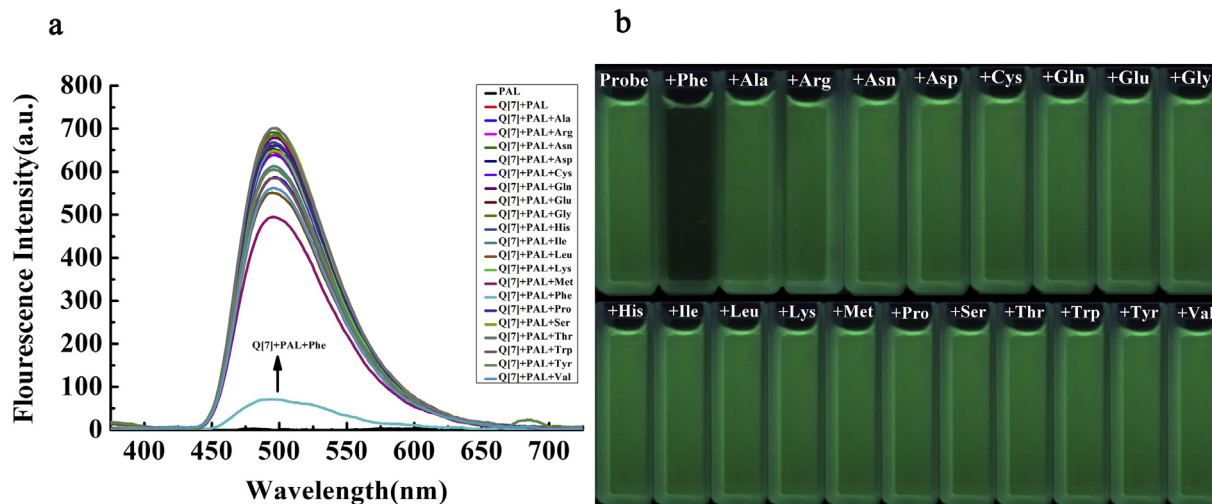 a
b
800
700
600
500
400
300
200
100
0
Flourescence Intensity(a.u.)
400 450 500 550 600 650 700
Wavelength(nm)
Q[7]+PAL+Phe
PAL
Q[7]+PAL
Q[7]+PAL+Ala
Q[7]+PAL+Arg
Q[7]+PAL+Asn
Q[7]+PAL+Asp
Q[7]+PAL+Cys
Q[7]+PAL+Gln
Q[7]+PAL+Glu
Q[7]+PAL+Gly
Q[7]+PAL+His
Q[7]+PAL+Ile
Q[7]+PAL+Leu
Q[7]+PAL+Lys
Q[7]+PAL+Met
Q[7]+PAL+Phe
Q[7]+PAL+Pro
Q[7]+PAL+Ser
Q[7]+PAL+Thr
Q[7]+PAL+Trp
Q[7]+PAL+Tyr
Q[7]+PAL+Val
Probe +Phe +Ala +Arg +Asn +Asp +Cys +Gln +Glu +Gly
+His +Ile +Leu +Lys +Met +Pro +Ser +Thr +Trp +Tyr +Val